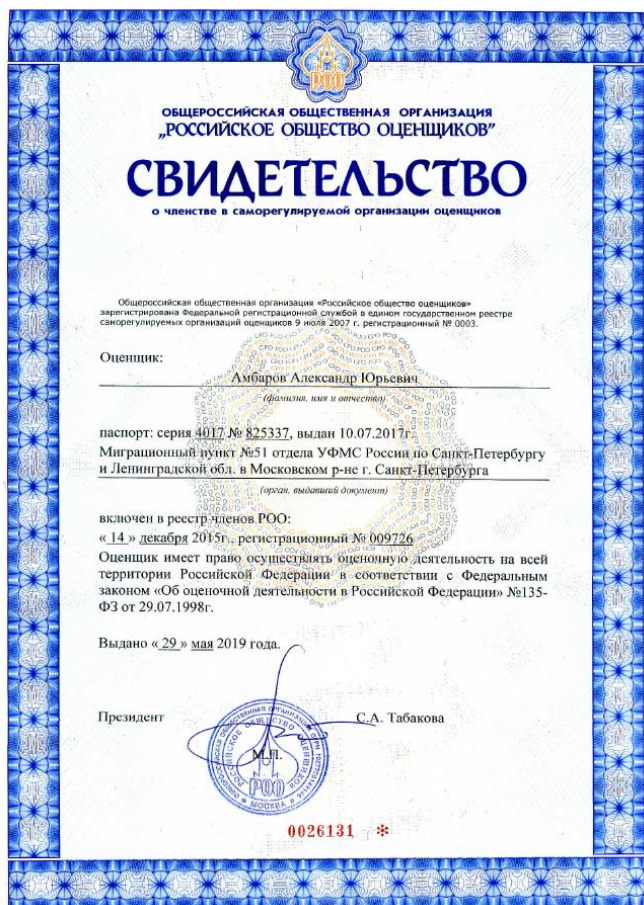 РОО
ОБЩЕРОССИЙСКАЯ ОБЩЕСТВЕННАЯ ОРГАНИЗАЦИЯ
„РОССИЙСКОЕ ОБЩЕСТВО ОЦЕНЩИКОВ”
СВИДЕТЕЛЬСТВО
о членстве в саморегулируемой организации оценщиков
Общероссийская общественная организация «Российское общество оценщиков»
зарегистрирована Федеральной регистрационной службой в едином государственном реестре
саморегулируемых организаций оценщиков 9 июля 2007 г. регистрационный № 0003.
Оценщик:
Амбаров Александр Юрьевич
(фамилия, имя и отчество)
паспорт: серия 4017 № 825337, выдан 10.07.2017г.
Миграционный пункт №51 отдела УФМС России по Санкт-Петербургу
и Ленинградской обл. в Московском р-не г. Санкт-Петербурга
(орган, выдавший документ)
включен в реестр членов РОО:
« 14 » декабря 2015г., регистрационный № 009726
Оценщик имеет право осуществлять оценочную деятельность на всей
территории Российской Федерации в соответствии с Федеральным
законом «Об оценочной деятельности в Российской Федерации» №135-
ФЗ от 29.07.1998г.
Выдано « 29 » мая 2019 года.
Президент
С.А. Табакова
М.П.
РОССИЙСКОЕ ОБЩЕСТВО ОЦЕНЩИКОВ
РОО
МОСКВА
0026131 *